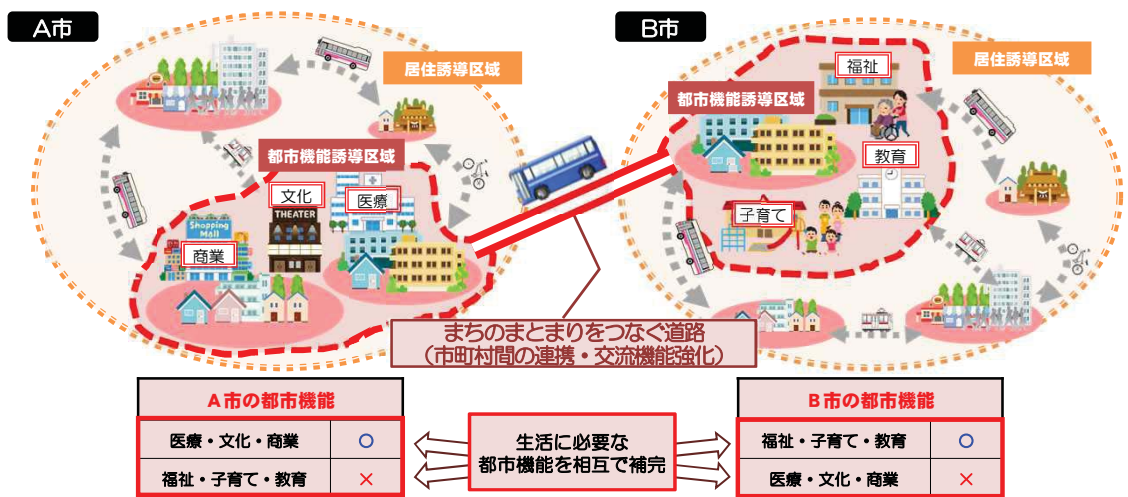 A市
居住誘導区域
都市機能誘導区域
文化
THEATER
医療
Shopping
Mall
商業
B市
居住誘導区域
福祉
都市機能誘導区域
教育
子育て
まちのまとまりをつなぐ道路
(市町村間の連携・交流機能強化)
A市の都市機能
医療・文化・商業 ○
福祉・子育て・教育 ×
生活に必要な
都市機能を相互で補完
B市の都市機能
福祉・子育て・教育 ○
医療・文化・商業 ×